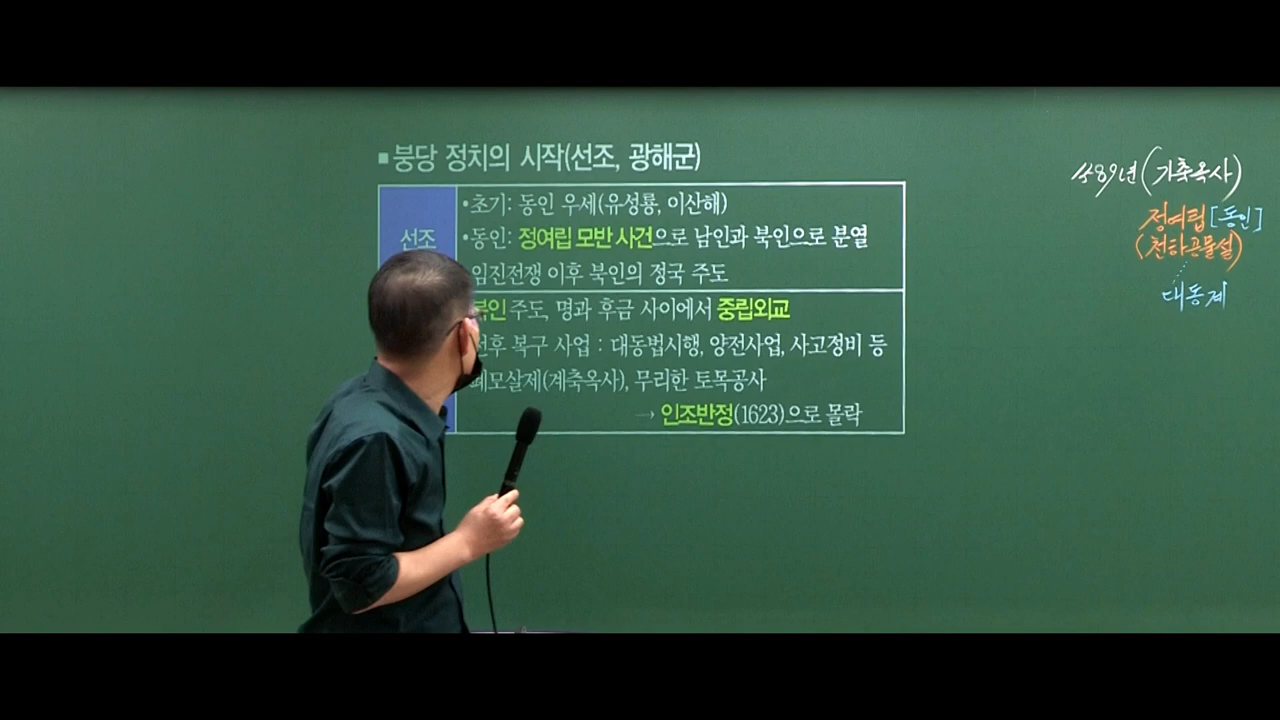 ▪붕당 정치의 시작(선조, 광해군)
선조
•초기: 동인 우세(유성룡, 이산해)
•동인: 정여립 모반 사건으로 남인과 북인으로 분열
임진전쟁 이후 북인의 정국 주도
북인 주도, 명과 후금 사이에서 중립외교
전후 복구 사업 : 대동법시행, 양전사업, 사고정비 등
폐모살제(계축옥사), 무리한 토목공사
→ 인조반정(1623)으로 몰락
89년(기축옥사)
정여립[동인]
(천하공물설)
대동계